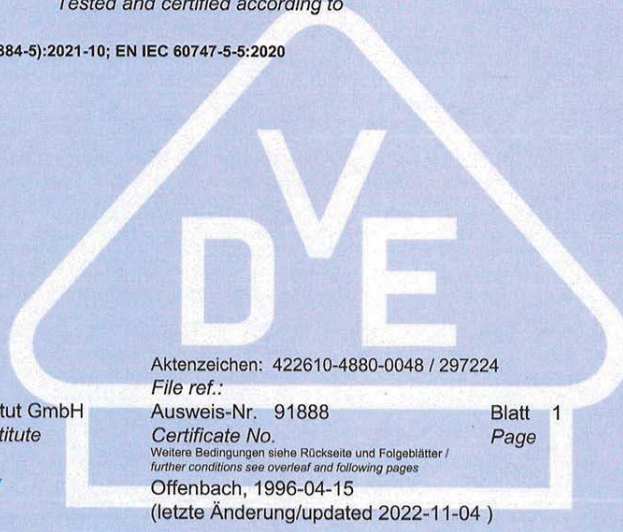 Tested and certified according to
384-5):2021-10; EN IEC 60747-5-5:2020
VDE
Aktenzeichen: 422610-4880-0048 / 297224
File ref.:
tut GmbH Ausweis-Nr. 91888 Blatt 1
titute Certificate No. Page
Weitere Bedingungen siehe Rückseite und Folgeblätter /
further conditions see overleaf and following pages
Offenbach, 1996-04-15
(letzte Änderung/updated 2022-11-04 )